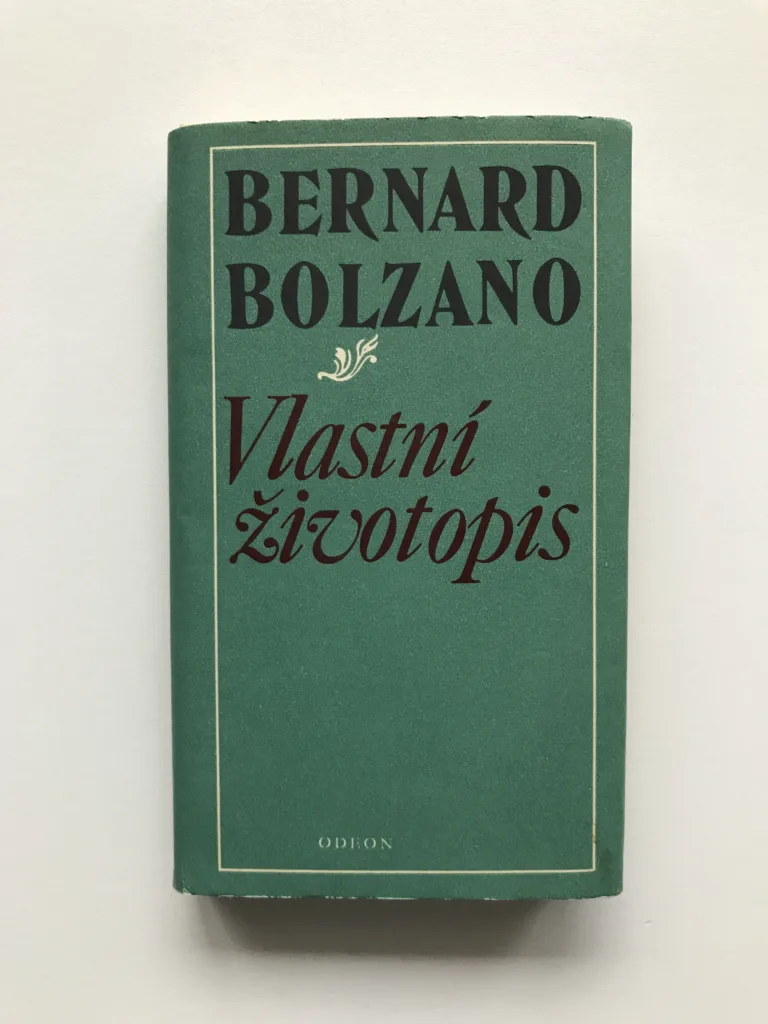 BERNARD
BOLZANO
Vlastní
životopis
ODEON